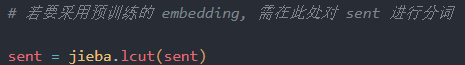 # 若要采用预训练的 embedding, 需在此处对 sent 进行分词
sent = jieba.lcut(sent)